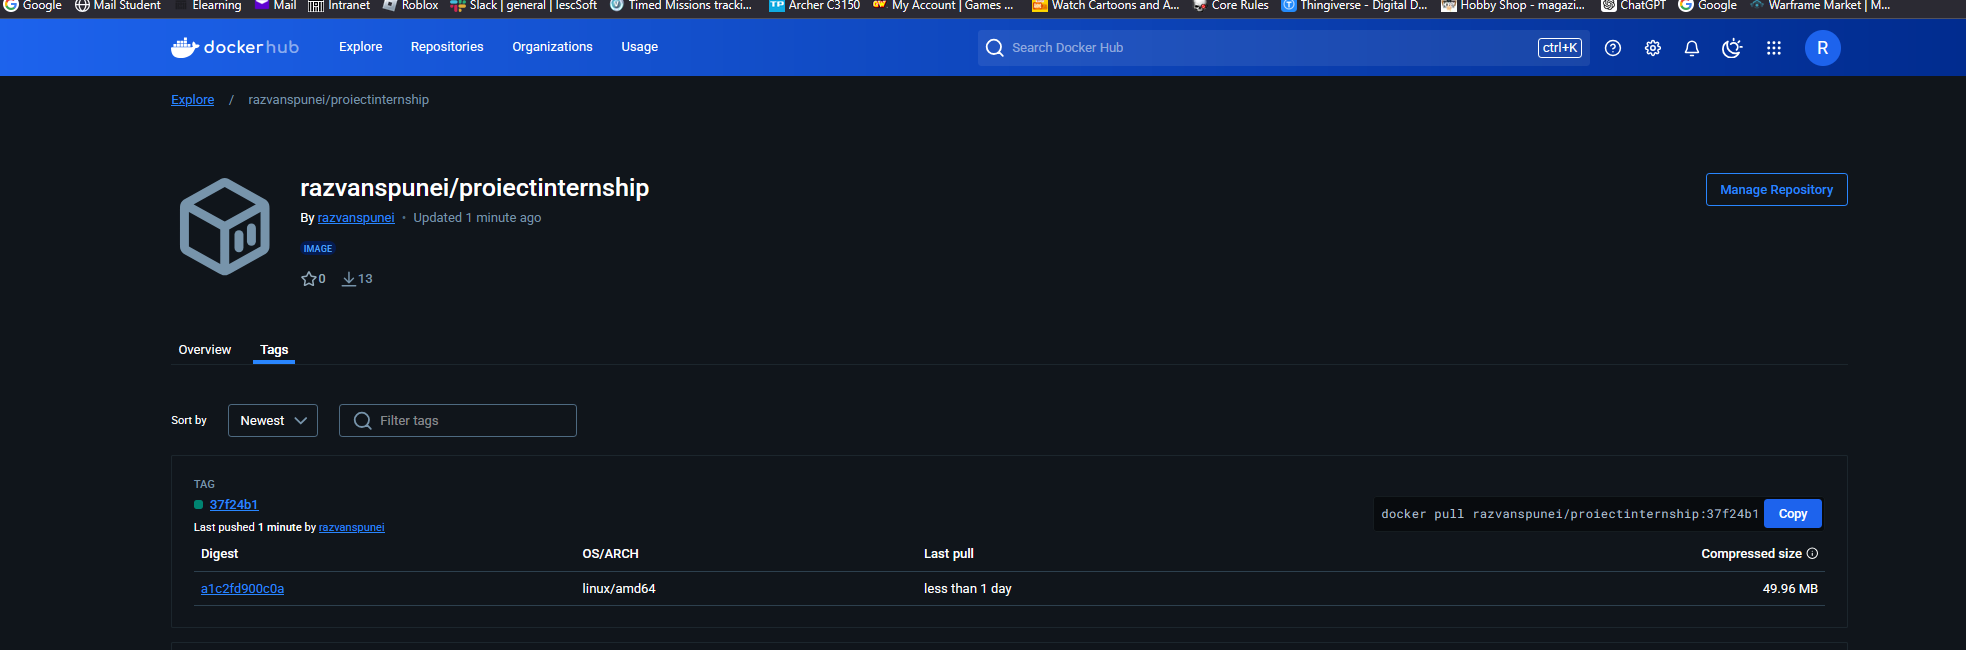 Google Mail Student Elearning Mail Intranet Roblox Slack | general | IescSoft Timed Missions tracki... Archer C3150 My Account | Games ... Watch Cartoons and A... Core Rules Thingiverse - Digital D... Hobby Shop - magazi... ChatGPT Google Warframe Market | M...
dockerhub Explore Repositories Organizations Usage Search Docker Hub ctrl+K R
Explore / razvanspunei/proiectinternship
razvanspunei/proiectinternship
Manage Repository
By razvanspunei • Updated 1 minute ago
IMAGE
0 13
Overview Tags
Sort by Newest Filter tags
TAG
37f24b1
docker pull razvanspunei/proiectinternship:37f24b1 Copy
Last pushed 1 minute by razvanspunei
Digest OS/ARCH Last pull Compressed size
a1c2fd900c0a linux/amd64 less than 1 day 49.96 MB